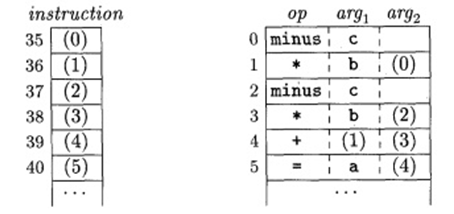 instruction
35 (0)
36 (1)
37 (2)
38 (3)
39 (4)
40 (5)
...
op arg1 arg2
0 minus c
1 * b (0)
2 minus c
3 * b (2)
4 + (1) (3)
5 = a (4)
...